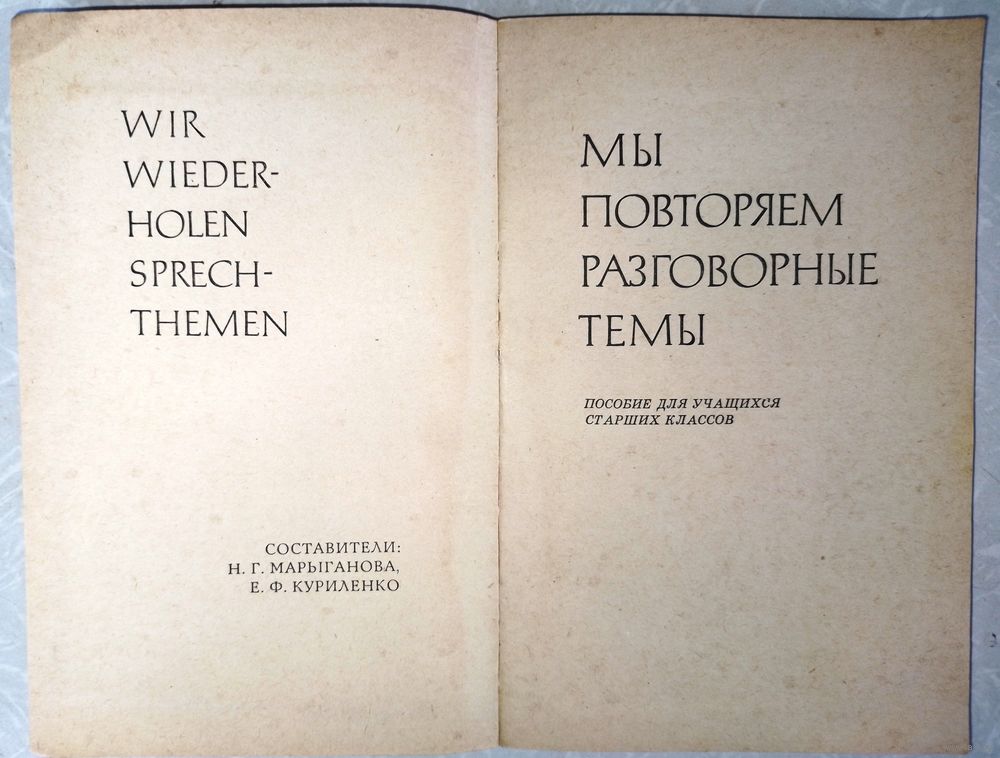 WIR
WIEDER-
HOLEN
SPRECH-
THEMEN
СОСТАВИТЕЛИ:
Н. Г. МАРЫГАНОВА,
Е. Ф. КУРИЛЕНКО
МЫ
ПОВТОРЯЕМ
РАЗГОВОРНЫЕ
ТЕМЫ
ПОСОБИЕ ДЛЯ УЧАЩИХСЯ
СТАРШИХ КЛАССОВ